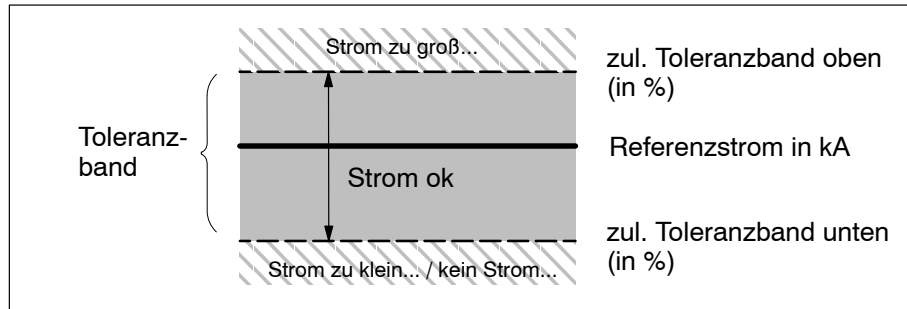 Strom zu groß...
zul. Toleranzband oben
(in %)
Toleranz-
band
Referenzstrom in kA
Strom ok
zul. Toleranzband unten
(in %)
Strom zu klein... / kein Strom...